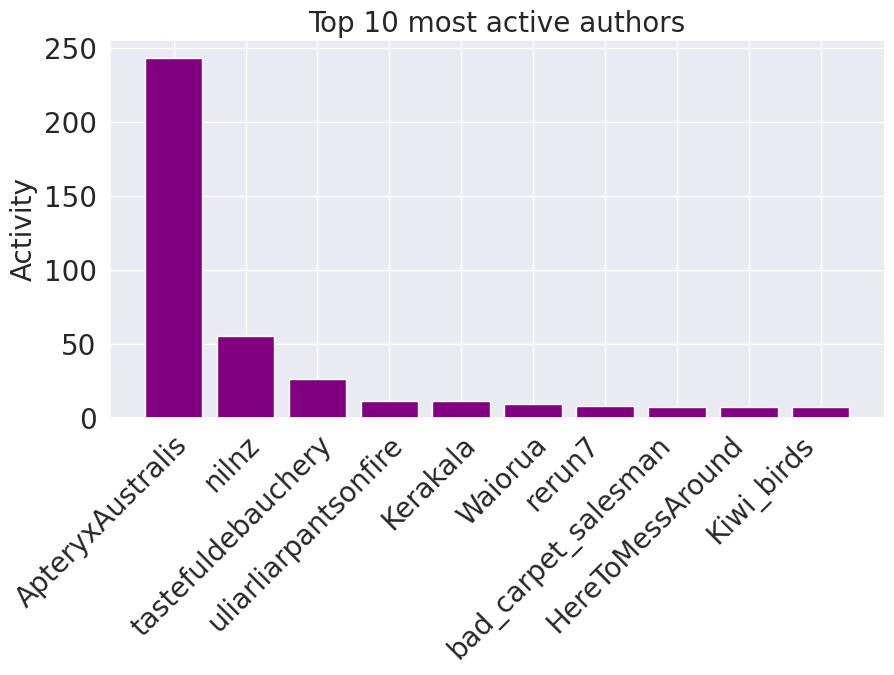 Top 10 most active authors
Activity
250
200
150
100
50
0
ApteryxAustralis
nilnz
tastefuldebauchery
uliarliarpantsonfire
Kerakala
Waiorua
rerun7
bad_carpet_salesman
HereToMessAround
Kiwi_birds